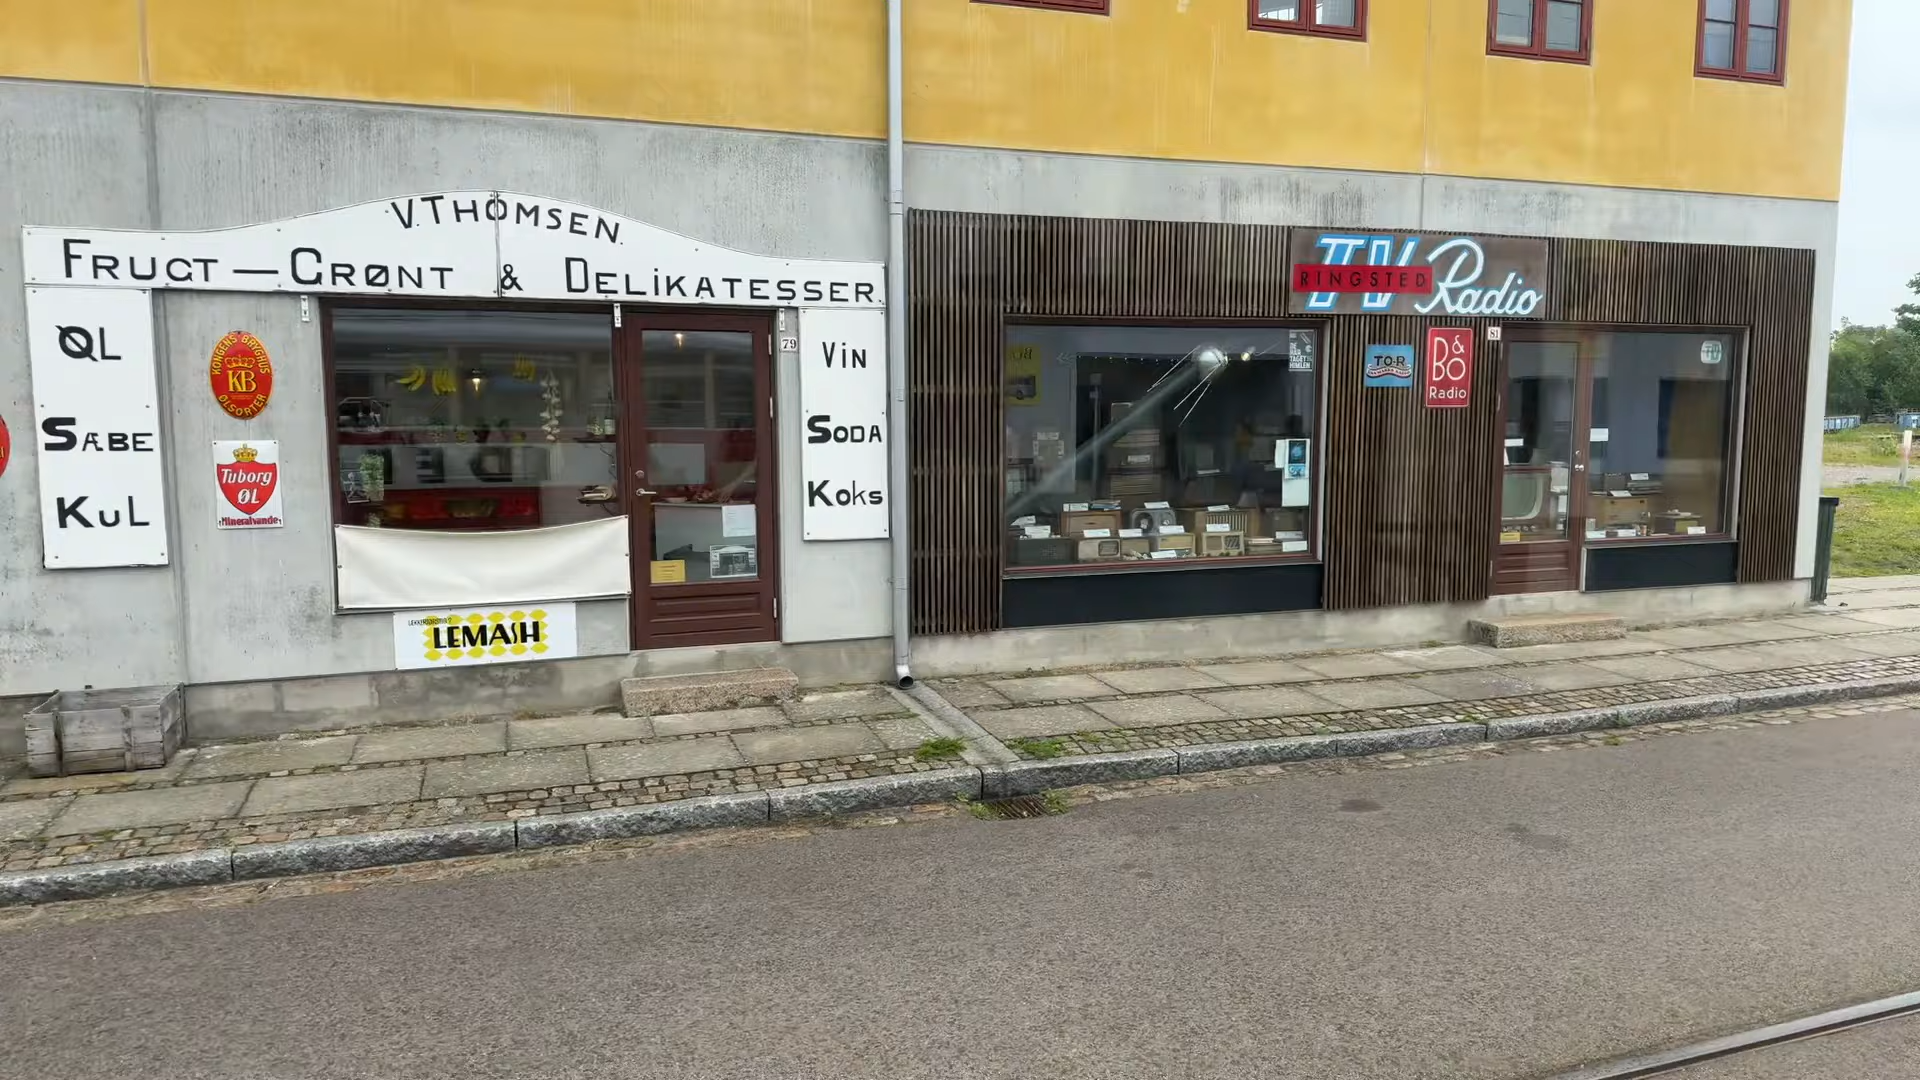 V. THOMSEN.
FRUGT — GRØNT & DELIKATESSER.
ØL
SÆBE
KUL
KONGENS BRYGHUS
KB
ØLSORTER
Tuborg
ØL
Mineralvande
79
VIN
SODA
KOKS
LEMASH
TV Radio
RINGSTED
TO-R
B&O
Radio
81
TV